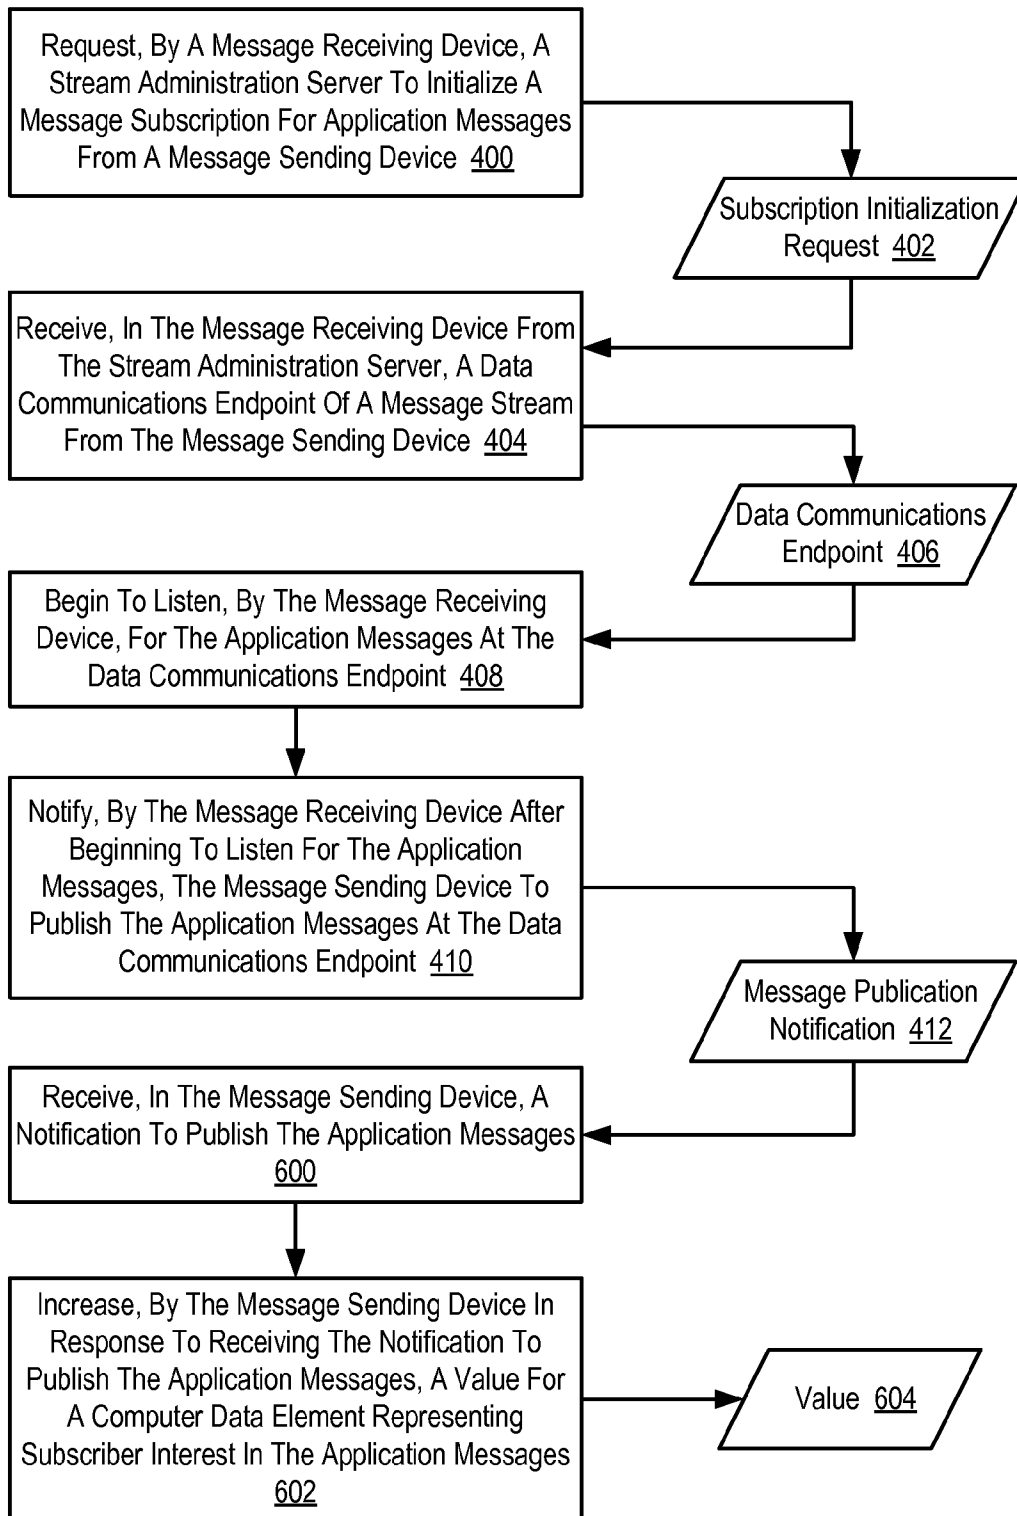 Request, By A Message Receiving Device, A
Stream Administration Server To Initialize A
Message Subscription For Application Messages
From A Message Sending Device 400
Subscription Initialization
Request 402
Receive, In The Message Receiving Device From
The Stream Administration Server, A Data
Communications Endpoint Of A Message Stream
From The Message Sending Device 404
Data Communications
Endpoint 406
Begin To Listen, By The Message Receiving
Device, For The Application Messages At The
Data Communications Endpoint 408
Notify, By The Message Receiving Device After
Beginning To Listen For The Application
Messages, The Message Sending Device To
Publish The Application Messages At The Data
Communications Endpoint 410
Message Publication
Notification 412
Receive, In The Message Sending Device, A
Notification To Publish The Application Messages
600
Increase, By The Message Sending Device In
Response To Receiving The Notification To
Publish The Application Messages, A Value For
A Computer Data Element Representing
Subscriber Interest In The Application Messages
602
Value 604